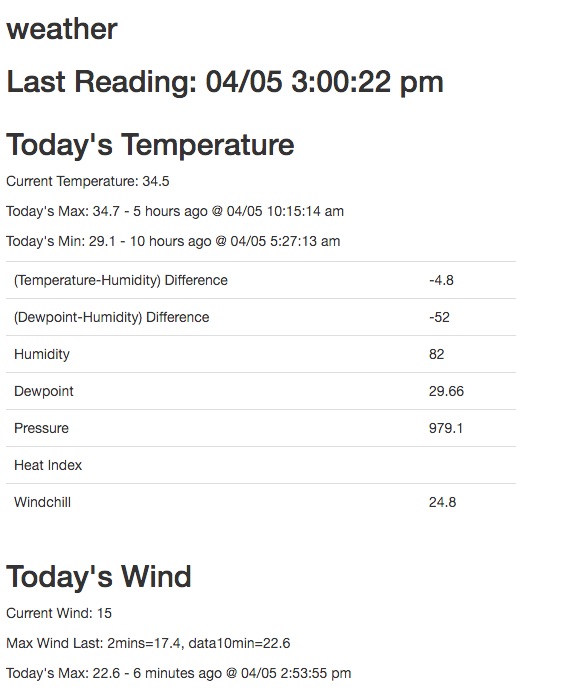 weather
Last Reading: 04/05 3:00:22 pm
Today's Temperature
Current Temperature: 34.5
Today's Max: 34.7 - 5 hours ago @ 04/05 10:15:14 am
Today's Min: 29.1 - 10 hours ago @ 04/05 5:27:13 am
(Temperature-Humidity) Difference -4.8
(Dewpoint-Humidity) Difference -52
Humidity 82
Dewpoint 29.66
Pressure 979.1
Heat Index
Windchill 24.8
Today's Wind
Current Wind: 15
Max Wind Last: 2mins=17.4, data10min=22.6
Today's Max: 22.6 - 6 minutes ago @ 04/05 2:53:55 pm